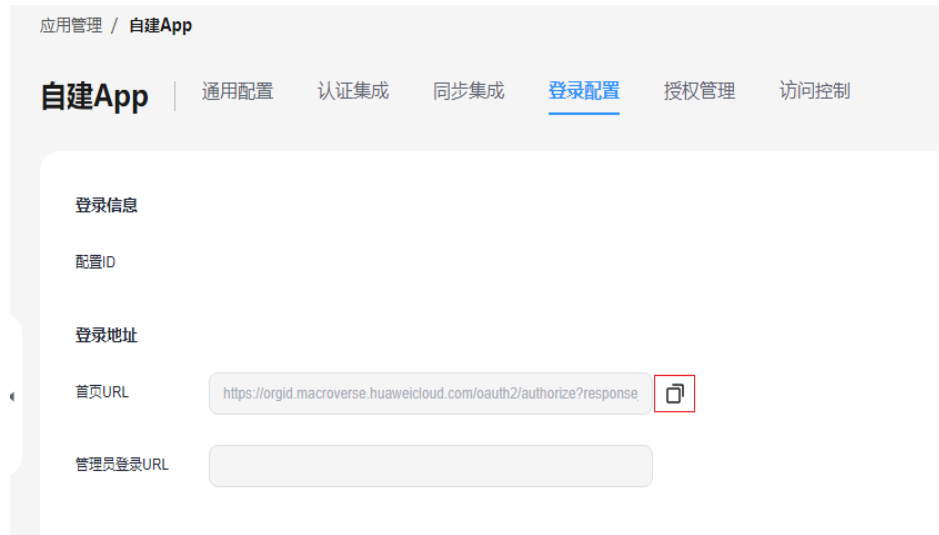 应用管理 / 自建App
自建App 通用配置 认证集成 同步集成 登录配置 授权管理 访问控制
登录信息
配置ID
登录地址
首页URL https://orgid.macroverse.huaweicloud.com/oauth2/authorize?response_
管理员登录URL